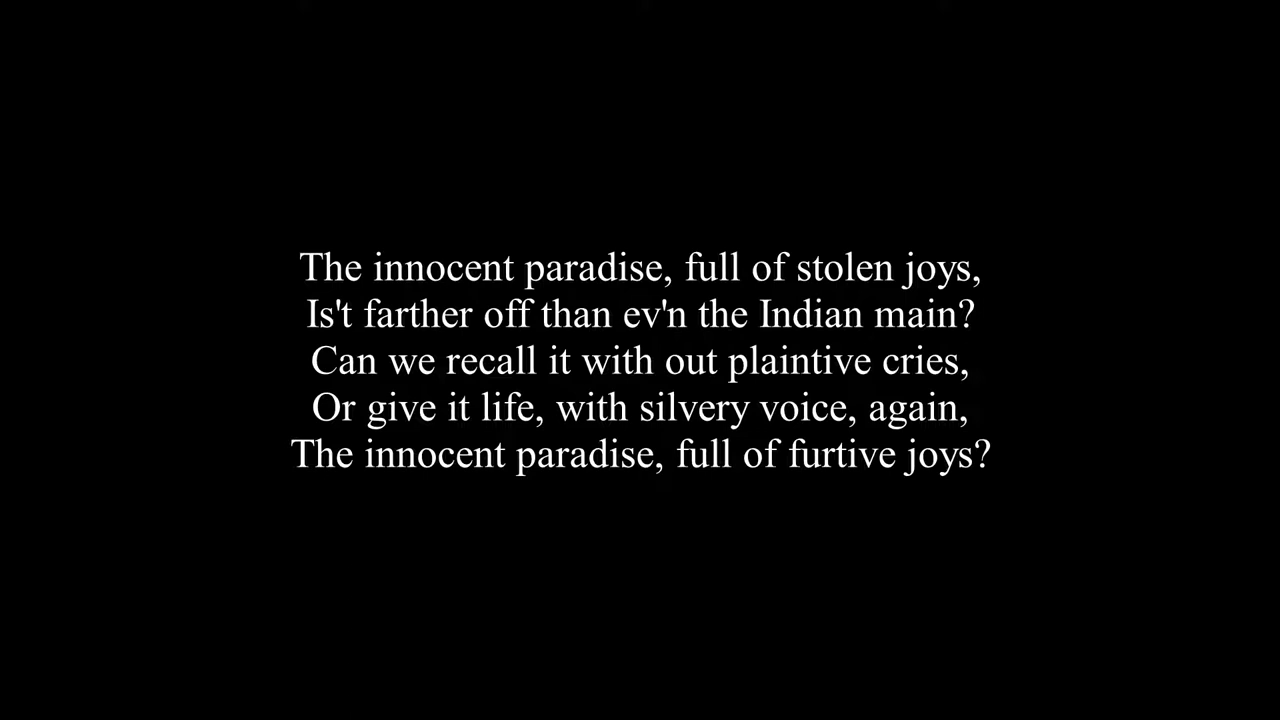 The innocent paradise, full of stolen joys,
Is't farther off than ev'n the Indian main?
Can we recall it with out plaintive cries,
Or give it life, with silvery voice, again,
The innocent paradise, full of furtive joys?